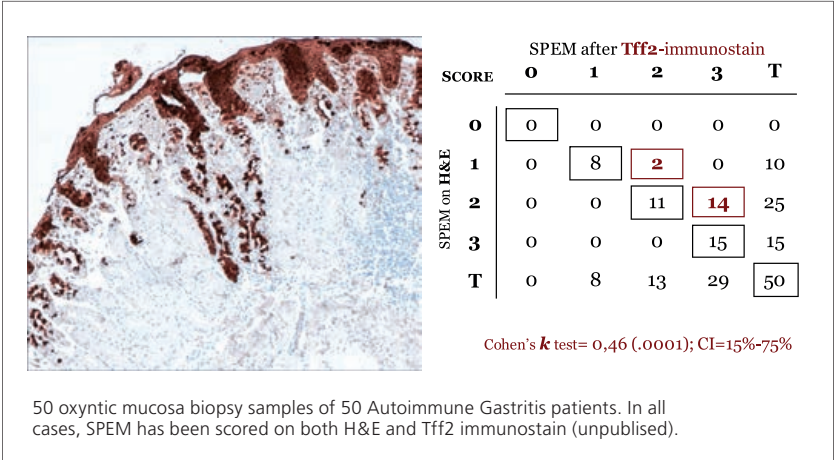 SPEM after Tff2-immunostain
SCORE 0 1 2 3 T
SPEM on H&E
0 0 0 0 0 0
1 0 8 2 0 10
2 0 0 11 14 25
3 0 0 0 15 15
T 0 8 13 29 50
Cohen's k test= 0,46 (.0001); CI=15%-75%
50 oxyntic mucosa biopsy samples of 50 Autoimmune Gastritis patients. In all
cases, SPEM has been scored on both H&E and Tff2 immunostain (unpublised).